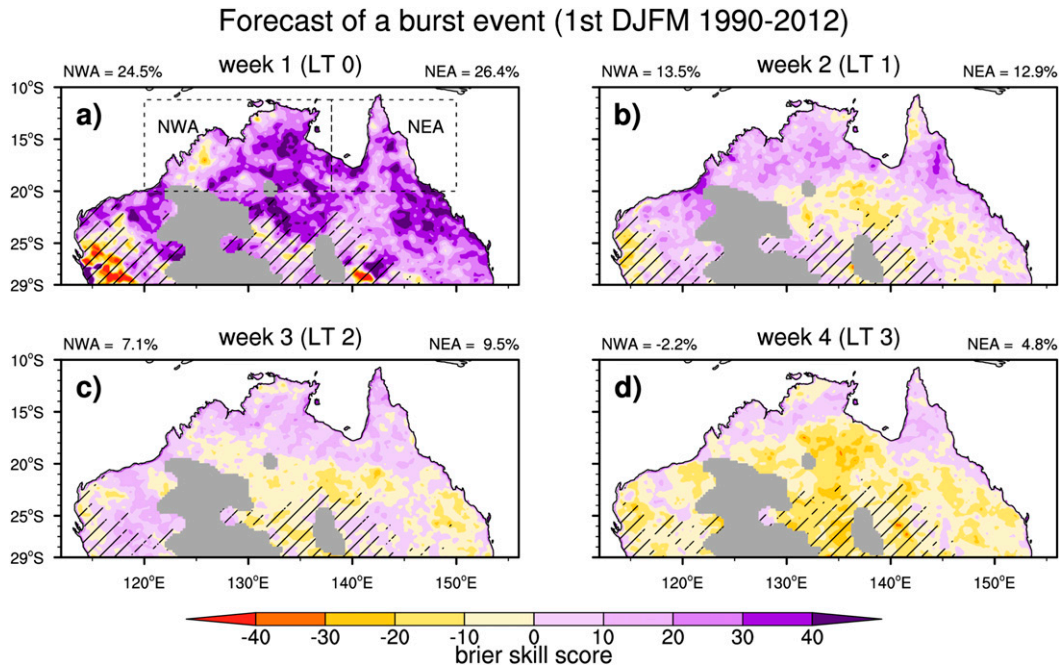 Forecast of a burst event (1st DJFM 1990-2012)
NWA = 24.5% week 1 (LT 0) NEA = 26.4%
NWA = 13.5% week 2 (LT 1) NEA = 12.9%
10°S
a) NWA NEA
b)
15°S
20°S
25°S
29°S
NWA = 7.1% week 3 (LT 2) NEA = 9.5%
NWA = -2.2% week 4 (LT 3) NEA = 4.8%
10°S
c)
d)
15°S
20°S
25°S
29°S
120°E 130°E 140°E 150°E
120°E 130°E 140°E 150°E
-40 -30 -20 -10 0 10 20 30 40
brier skill score